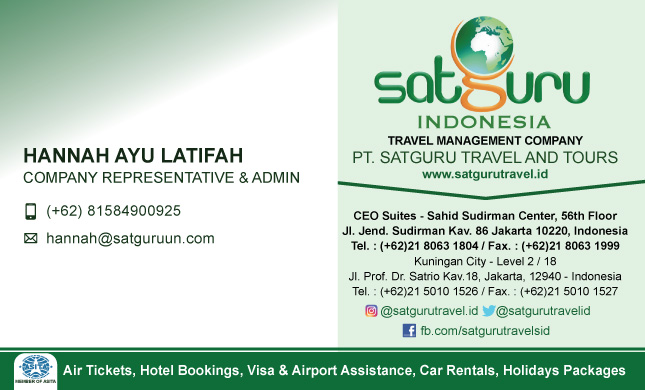 HANNAH AYU LATIFAH
COMPANY REPRESENTATIVE & ADMIN
(+62) 81584900925
hannah@satguruun.com
satguru
INDONESIA
TRAVEL MANAGEMENT COMPANY
PT. SATGURU TRAVEL AND TOURS
www.satgurutravel.id
CEO Suites - Sahid Sudirman Center, 56th Floor
Jl. Jend. Sudirman Kav. 86 Jakarta 10220, Indonesia
Tel. : (+62)21 8063 1804 / Fax. : (+62)21 8063 1999
Kuningan City - Level 2 / 18
Jl. Prof. Dr. Satrio Kav.18, Jakarta, 12940 - Indonesia
Tel. : (+62)21 5010 1526 / Fax. : (+62)21 5010 1527
@satgurutravel.id @satgurutravelid
fb.com/satgurutravelsid
MEMBER OF ASITA
Air Tickets, Hotel Bookings, Visa & Airport Assistance, Car Rentals, Holidays Packages